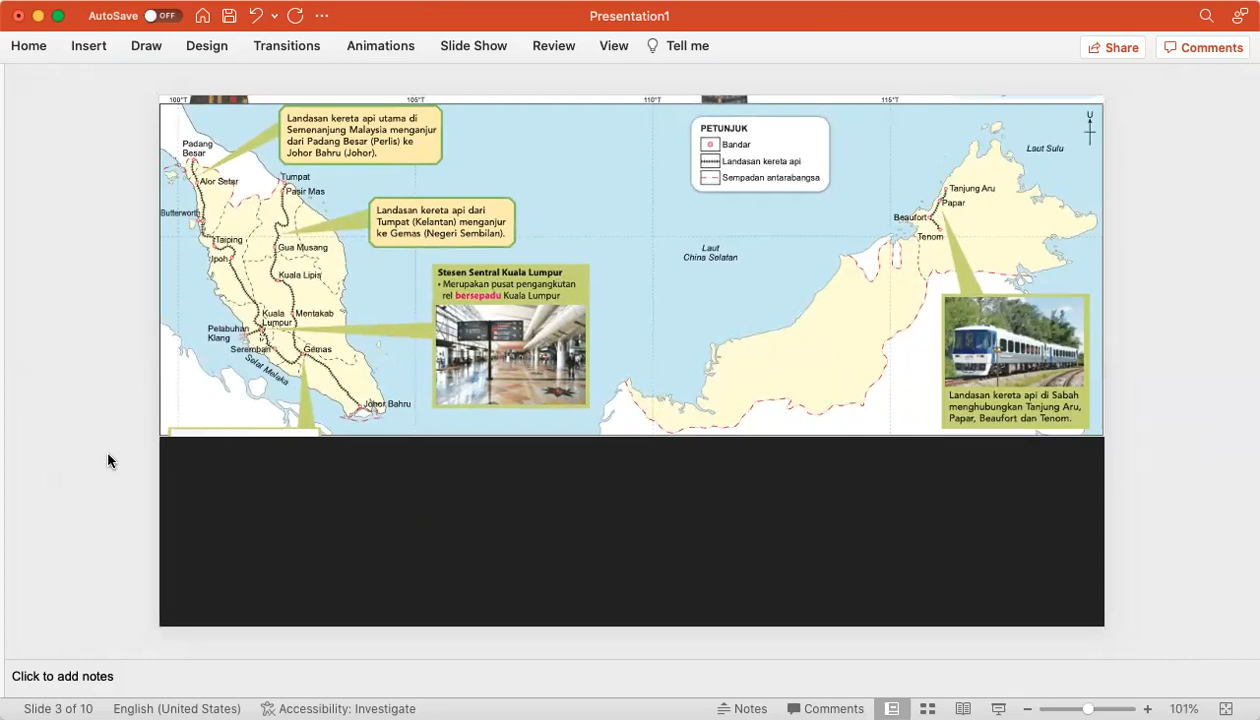 AutoSave OFF
Presentation1
Home Insert Draw Design Transitions Animations Slide Show Review View Tell me
Share Comments
100°T 105°T 110°T 115°T
Landasan kereta api utama di
Semenanjung Malaysia menganjur
dari Padang Besar (Perlis) ke
Johor Bahru (Johor).
PETUNJUK
Bandar
Landasan kereta api
Sempadan antarabangsa
U
Laut Sulu
Padang
Besar
Alor Setar
Tumpat
Pasir Mas
Butterworth
Landasan kereta api dari
Tumpat (Kelantan) menganjur
ke Gemas (Negeri Sembilan).
Tanjung Aru
Papar
Beaufort
Tenom
Taiping
Gua Musang
Ipoh
Laut
China Selatan
Kuala Lipis
Stesen Sentral Kuala Lumpur
• Merupakan pusat pengangkutan
rel bersepadu Kuala Lumpur
Kuala
Lumpur
Mentakab
Pelabuhan
Klang
Seremban
Gemas
Selat Melaka
Johor Bahru
Landasan kereta api di Sabah
menghubungkan Tanjung Aru,
Papar, Beaufort dan Tenom.
Click to add notes
Slide 3 of 10 English (United States) Accessibility: Investigate Notes Comments 101%